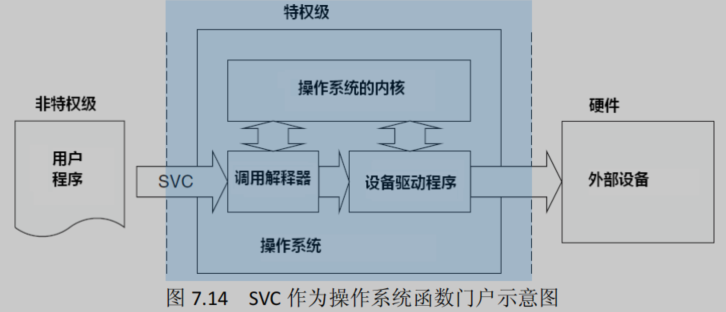 特权级
操作系统的内核
非特权级
硬件
用户
程序
SVC
调用解释器
设备驱动程序
外部设备
操作系统
图 7.14 SVC 作为操作系统函数门户示意图